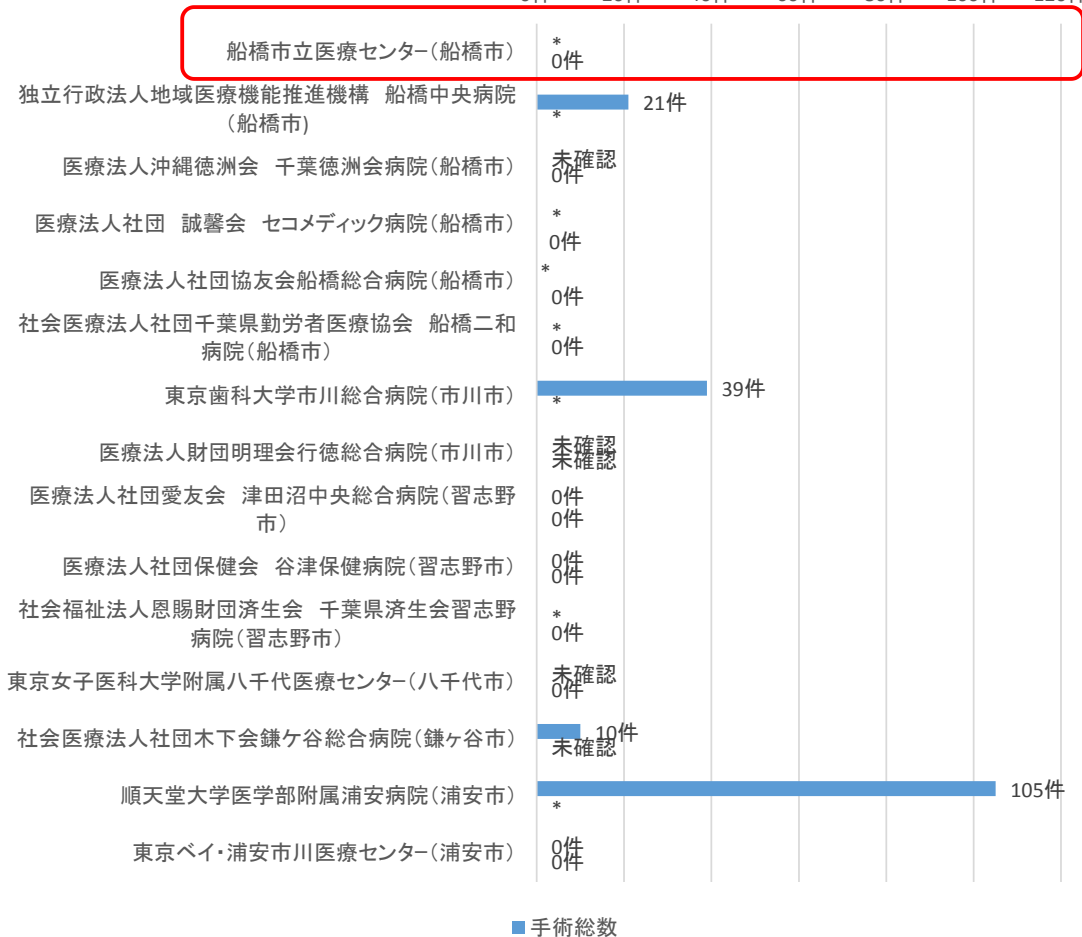 船橋市立医療センター(船橋市)
*
0件
独立行政法人地域医療機能推進機構 船橋中央病院
(船橋市)
21件
*
医療法人沖縄徳洲会 千葉徳洲会病院(船橋市)
未確認
0件
医療法人社団 誠馨会 セコメディック病院(船橋市)
*
0件
医療法人社団協友会船橋総合病院(船橋市)
*
0件
社会医療法人社団千葉県勤労者医療協会 船橋二和
病院(船橋市)
*
0件
東京歯科大学市川総合病院(市川市)
39件
*
医療法人財団明理会行徳総合病院(市川市)
未確認
未確認
医療法人社団愛友会 津田沼中央総合病院(習志野
市)
0件
0件
医療法人社団保健会 谷津保健病院(習志野市)
0件
0件
社会福祉法人恩賜財団済生会 千葉県済生会習志野
病院(習志野市)
*
0件
東京女子医科大学附属八千代医療センター(八千代市)
未確認
0件
社会医療法人社団木下会鎌ケ谷総合病院(鎌ヶ谷市)
10件
未確認
順天堂大学医学部附属浦安病院(浦安市)
105件
*
東京ベイ・浦安市川医療センター(浦安市)
0件
0件
手術総数